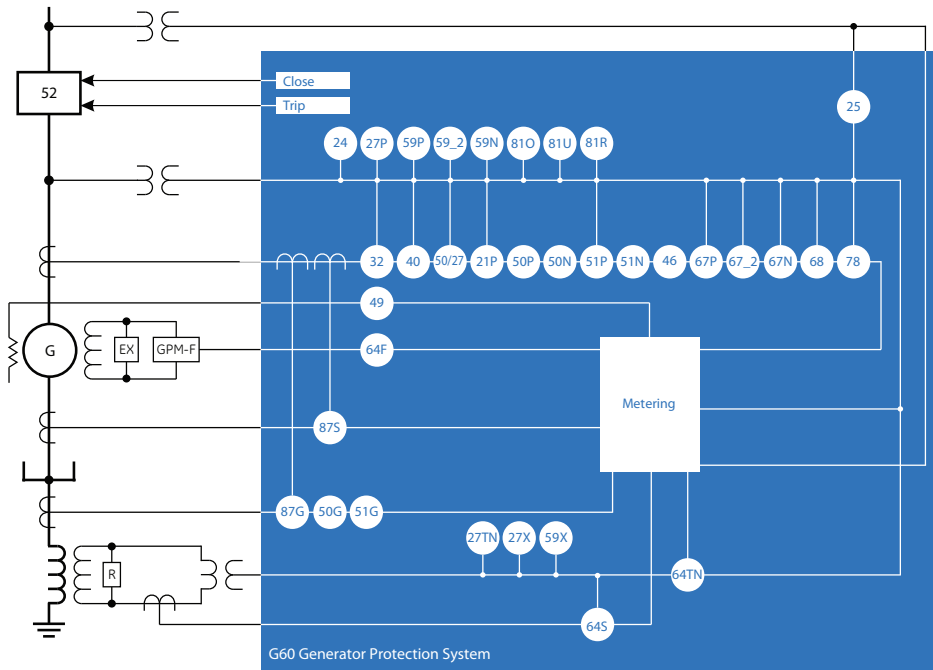 52
Close
Trip
25
24 27P 59P 59_2 59N 81O 81U 81R
32 40 50/27 21P 50P 50N 51P 51N 46 67P 67_2 67N 68 78
49
G EX GPM-F 64F
Metering
87S
87G 50G 51G
27TN 27X 59X
R 64TN
64S
G60 Generator Protection System